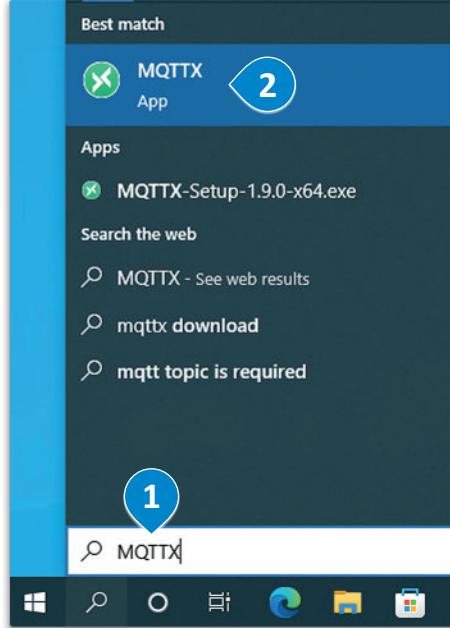 Best match
MQTTX
App
2
Apps
MQTTX-Setup-1.9.0-x64.exe
Search the web
MQTTX - See web results
mqttx download
mqtt topic is required
1
MQTTX